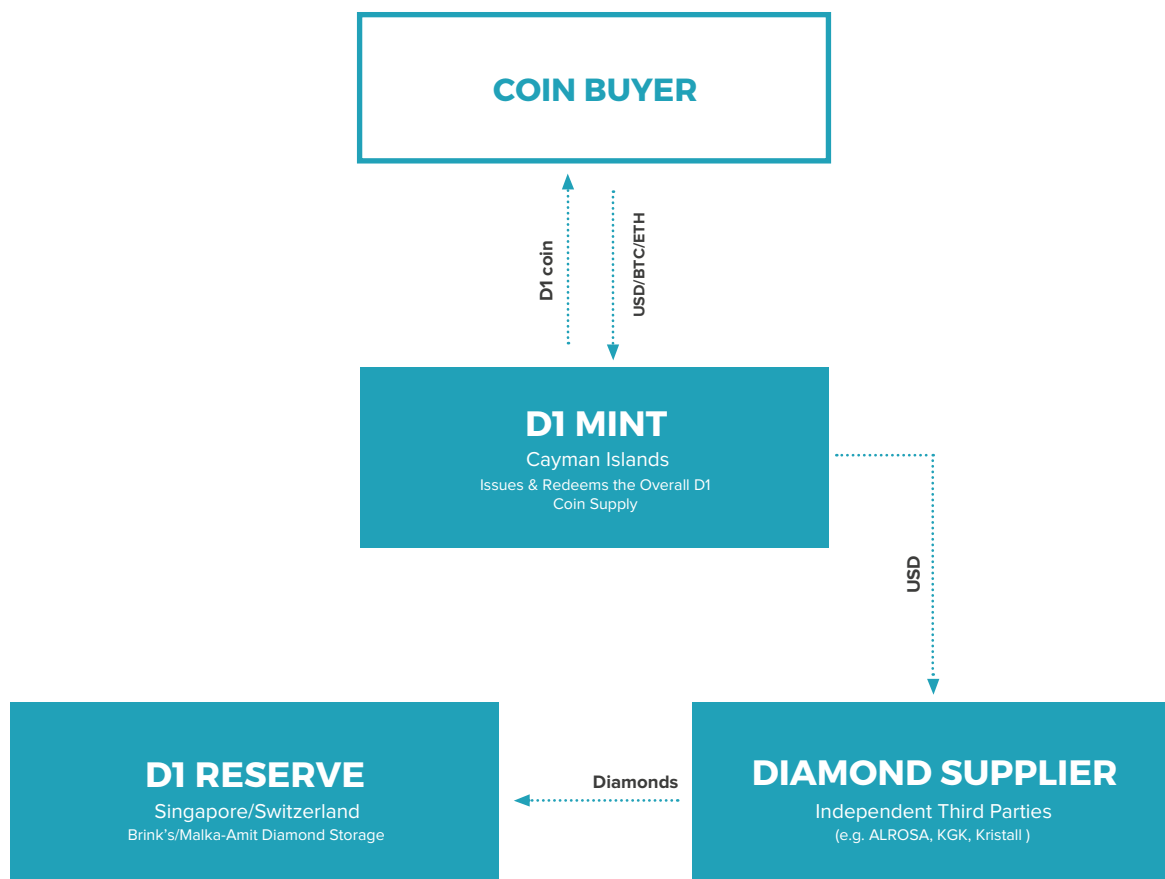 COIN BUYER
D1 coin
USD/BTC/ETH
D1 MINT
Cayman Islands
Issues & Redeems the Overall D1
Coin Supply
USD
D1 RESERVE
Singapore/Switzerland
Brink's/Malka-Amit Diamond Storage
Diamonds
DIAMOND SUPPLIER
Independent Third Parties
(e.g. ALROSA, KGK, Kristall )